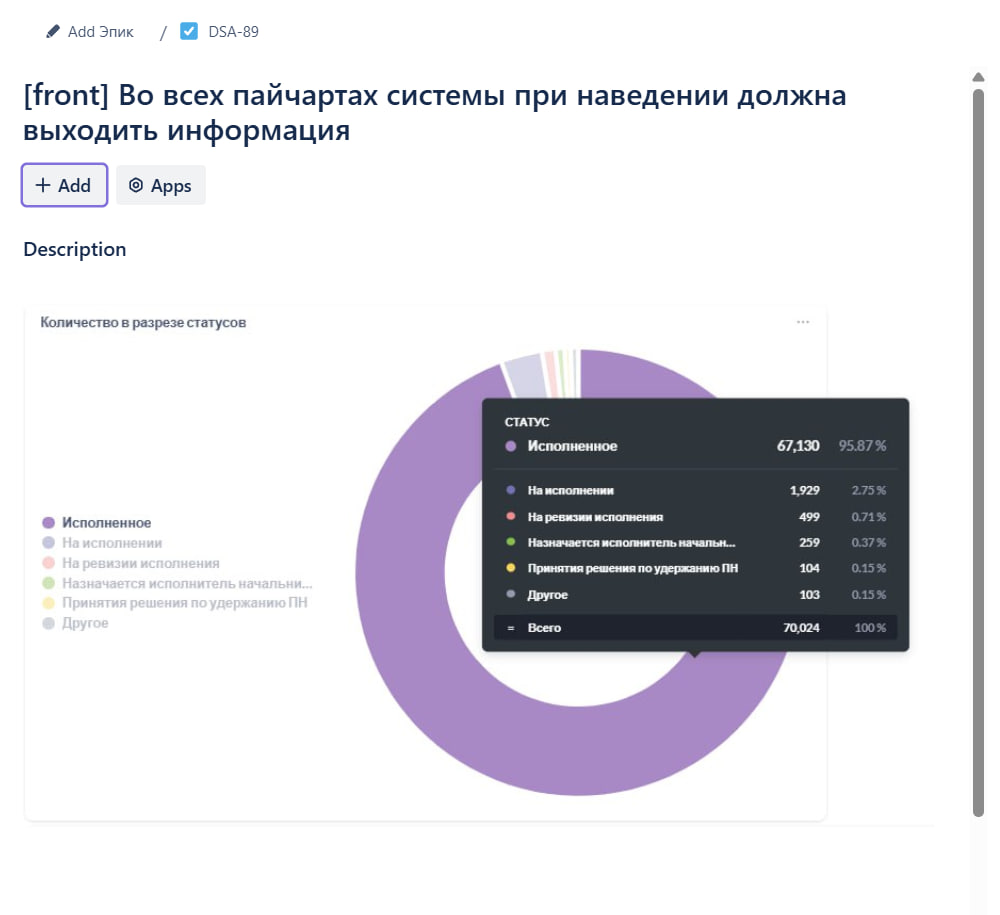 Add Эпик / DSA-89
[front] Во всех пайчартах системы при наведении должна
выходить информация
+ Add
Apps
Description
Количество в разрезе статусов
...
СТАТУС
Исполненное 67,130 95.87 %
На исполнении 1,929 2.75 %
На ревизии исполнения 499 0.71 %
Назначается исполнитель начальн... 259 0.37 %
Принятия решения по удержанию ПН 104 0.15 %
Другое 103 0.15 %
= Всего 70,024 100 %
Исполненное
На исполнении
На ревизии исполнения
Назначается исполнитель начальни...
Принятия решения по удержанию ПН
Другое